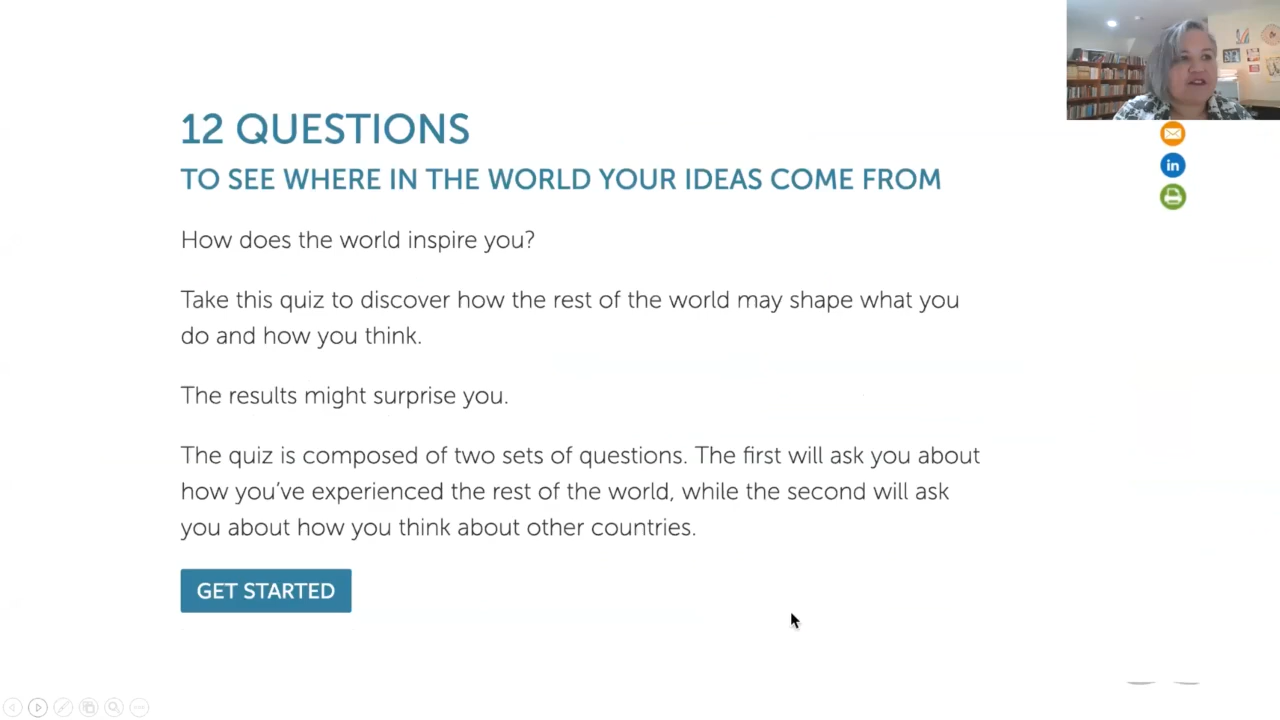 12 QUESTIONS
TO SEE WHERE IN THE WORLD YOUR IDEAS COME FROM
How does the world inspire you?
Take this quiz to discover how the rest of the world may shape what you
do and how you think.
The results might surprise you.
The quiz is composed of two sets of questions. The first will ask you about
how you’ve experienced the rest of the world, while the second will ask
you about how you think about other countries.
GET STARTED
in